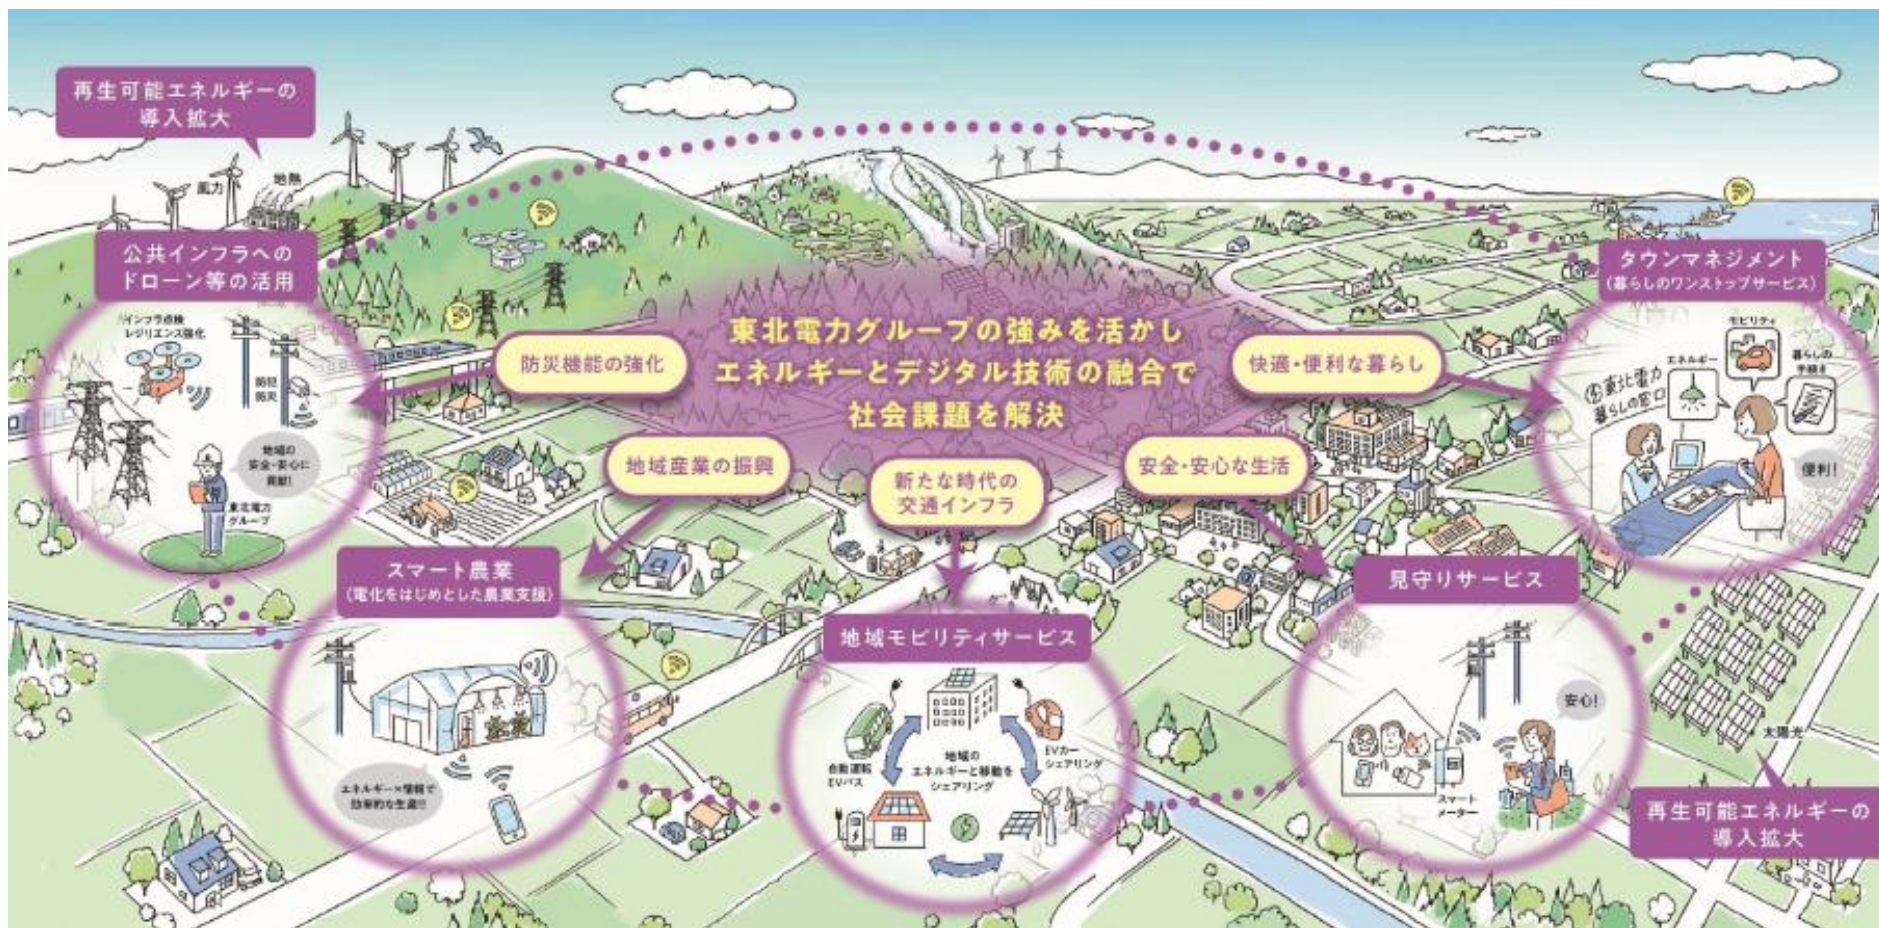 再生可能エネルギーの
導入拡大
風力
地熱
公共インフラへの
ドローン等の活用
インフラ点検
レジリエンス強化
防犯
防災
地域の
安全・安心に
貢献!
東北電力
グループ
防災機能の強化
東北電力グループの強みを活かし
エネルギーとデジタル技術の融合で
社会課題を解決
快適・便利な暮らし
タウンマネジメント
(暮らしのワンストップサービス)
モビリティ
エネルギー
暮らしの
手続き
東北電力
暮らしの窓口
便利!
地域産業の振興
新たな時代の
交通インフラ
安全・安心な生活
スマート農業
(電化をはじめとした農業支援)
エネルギー×情報で
効率的な生産!!
地域モビリティサービス
自動運転
EVバス
EVカー
シェアリング
地域の
エネルギーと移動を
シェアリング
見守りサービス
安心!
スマート
メーター
太陽光
再生可能エネルギーの
導入拡大